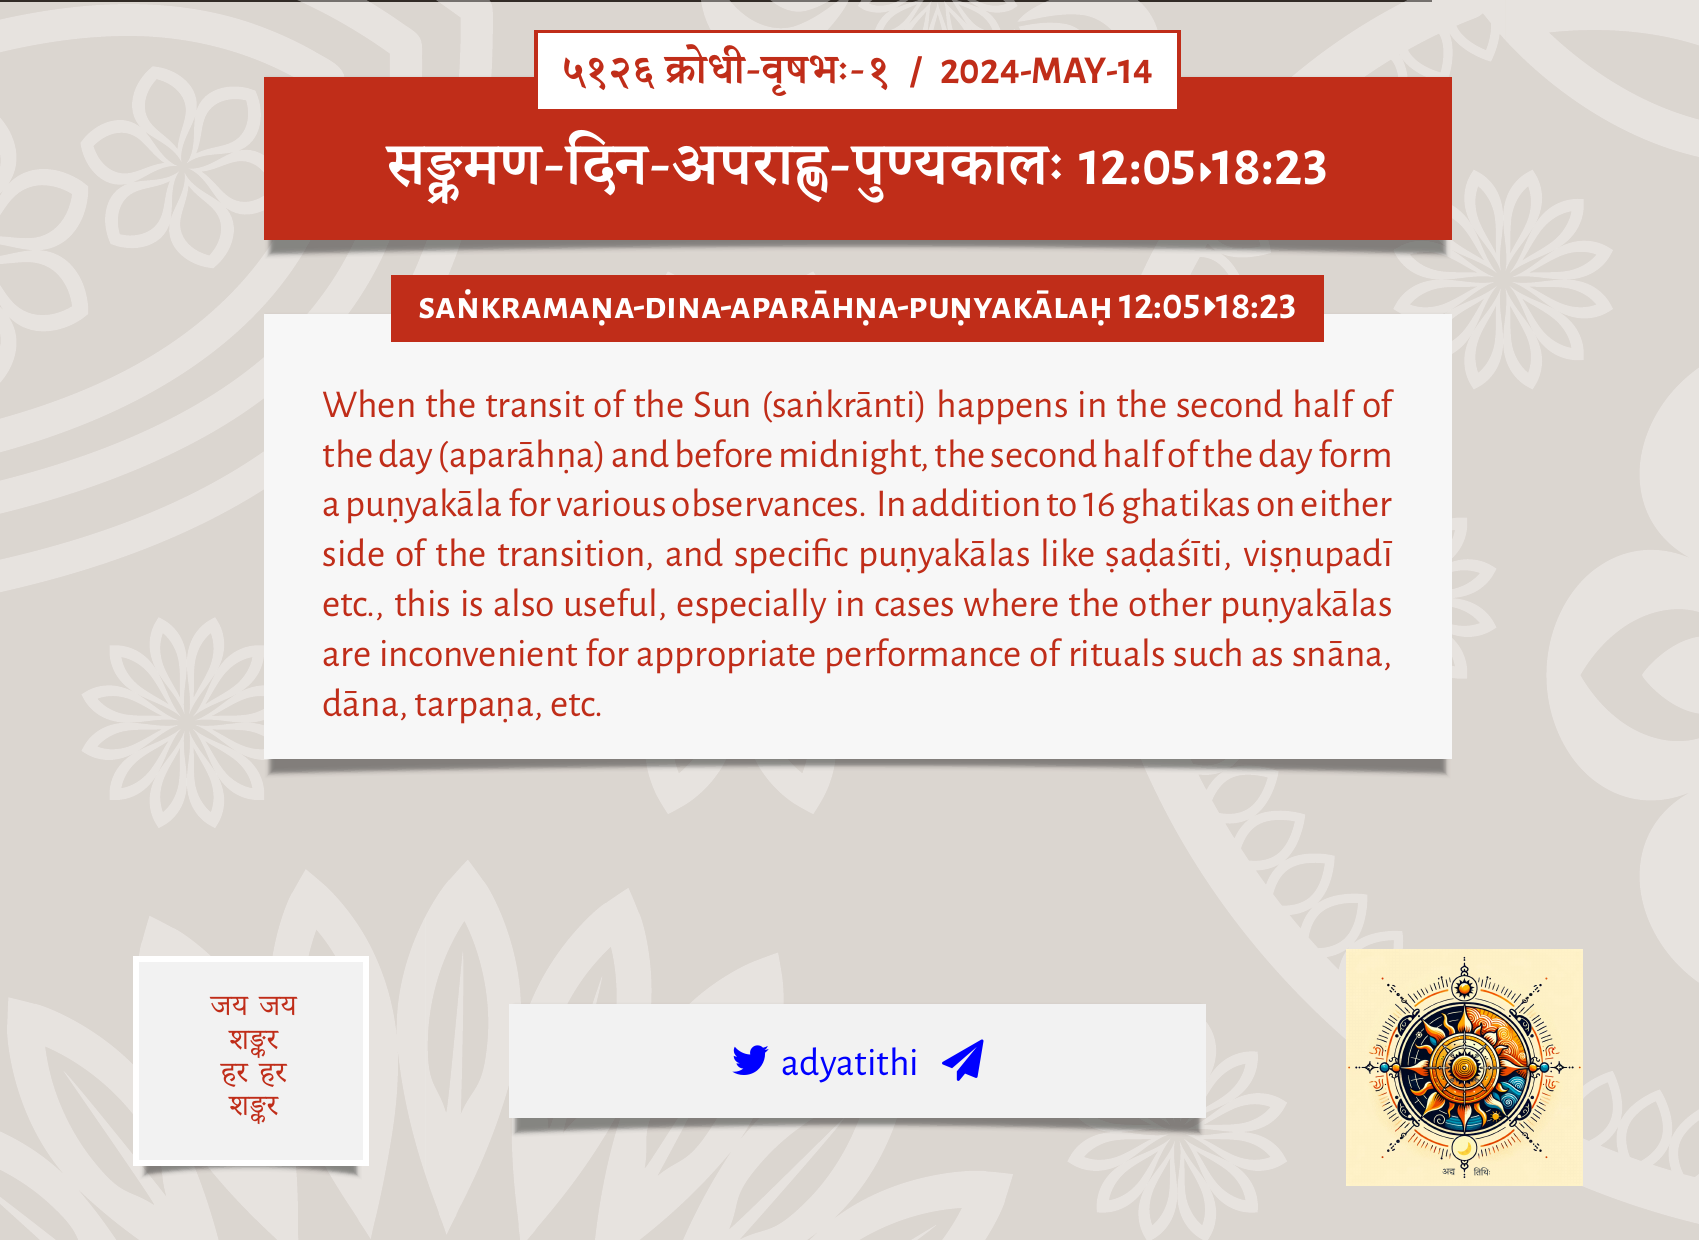 ५१२६ क्रोधी-वृषभः-१ / 2024-MAY-14
सङ्क्रमण-दिन-अपराह्ण-पुण्यकालः 12:05▸18:23
SAṄKRAMAṆA-DINA-APARĀHṆA-PUṆYAKĀLAḤ 12:05▸18:23
When the transit of the Sun (saṅkrānti) happens in the second half of
the day (aparāhṇa) and before midnight, the second half of the day form
a puṇyakāla for various observances. In addition to 16 ghatikas on either
side of the transition, and specific puṇyakālas like ṣaḍaśīti, viṣṇupadī
etc., this is also useful, especially in cases where the other puṇyakālas
are inconvenient for appropriate performance of rituals such as snāna,
dāna, tarpaṇa, etc.
जय जय
शङ्कर
हर हर
शङ्कर
adyatithi
अद्य तिथिः